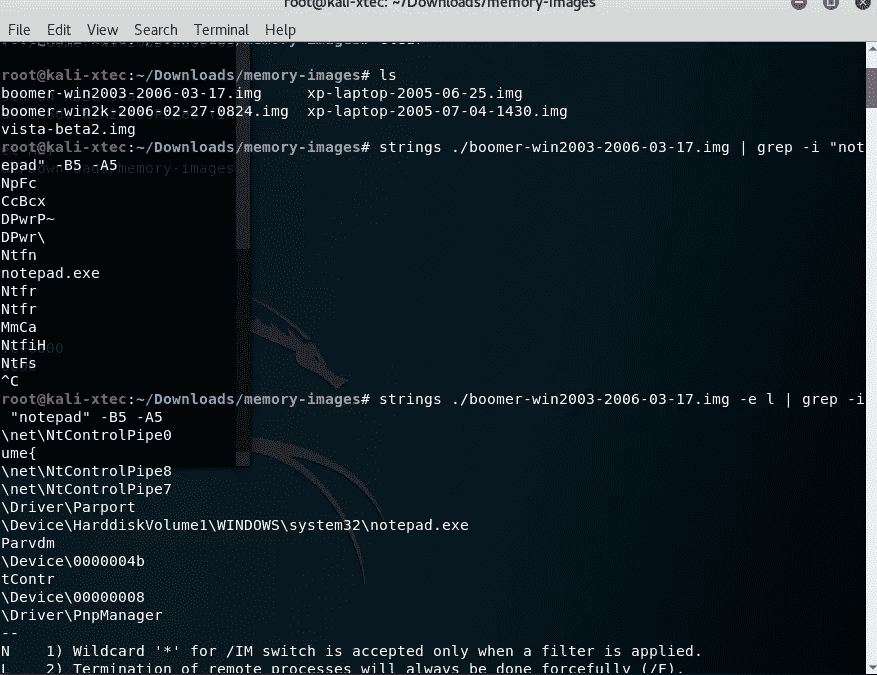 root@kali-xtec: ~/Downloads/memory-images
File Edit View Search Terminal Help
root@kali-xtec:~/Downloads/memory-images# ls
boomer-win2003-2006-03-17.img xp-laptop-2005-06-25.img
boomer-win2k-2006-02-27-0824.img xp-laptop-2005-07-04-1430.img
vista-beta2.img
root@kali-xtec:~/Downloads/memory-images# strings ./boomer-win2003-2006-03-17.img | grep -i "not
epad" -B5 -A5
NpFc
CcBcx
DPwrP~
DPwr\
Ntfn
notepad.exe
Ntfr
Ntfr
MmCa
NtfiH
NtFs
^C
root@kali-xtec:~/Downloads/memory-images# strings ./boomer-win2003-2006-03-17.img -e l | grep -i
"notepad" -B5 -A5
\net\NtControlPipe0
ume{
\net\NtControlPipe8
\net\NtControlPipe7
\Driver\Parport
\Device\HarddiskVolume1\WINDOWS\system32\notepad.exe
Parvdm
\Device\0000004b
tContr
\Device\00000008
\Driver\PnpManager
--
N 1) Wildcard '*' for /IM switch is accepted only when a filter is applied.
L 2) Termination of remote processes will always be done forcefully (/F).